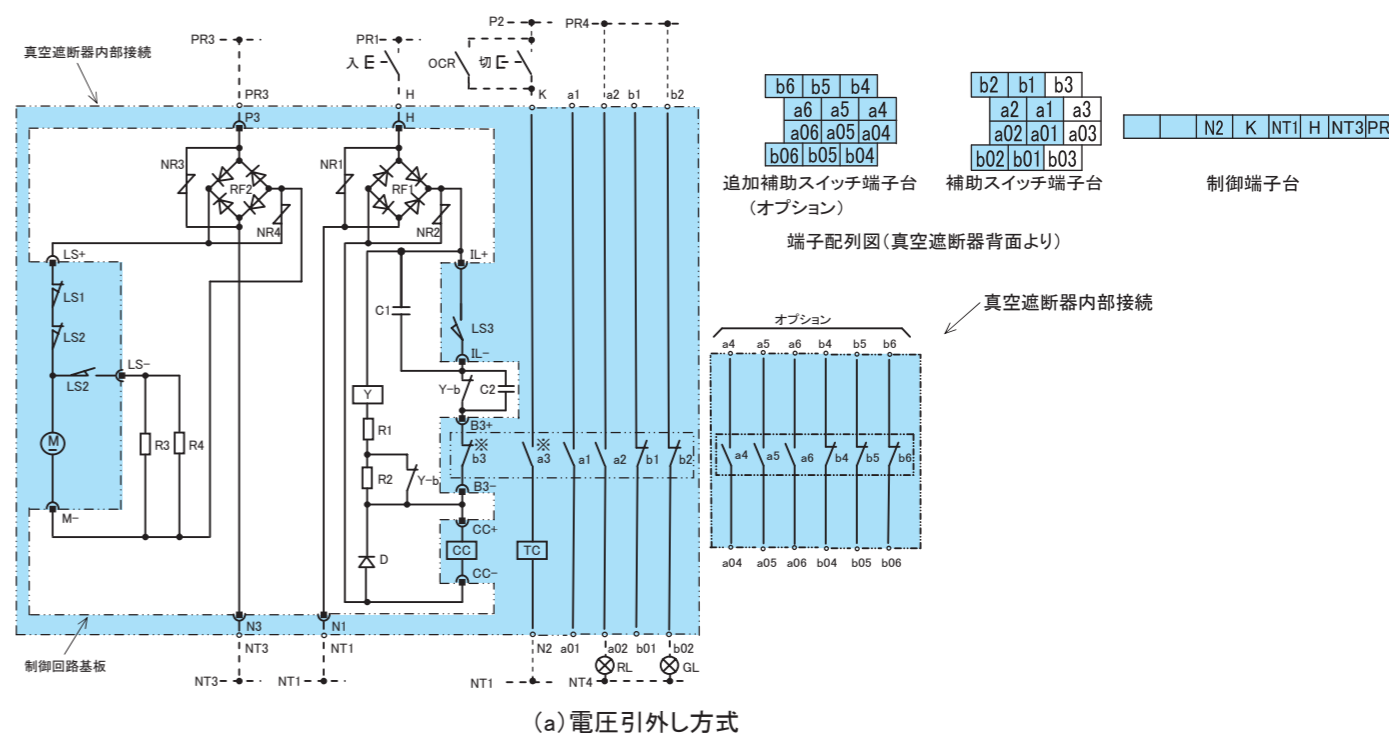 真空遮断器内部接続
PR3
PR1
P2
PR4
入
OCR
切
PR3
H
K
a1
a2
b1
b2
P3
H
NR3
RF2
NR4
NR1
RF1
NR2
LS+
LS1
LS2
LS2
LS-
M
R3
R4
M-
IL+
C1
LS3
IL-
Y-b
C2
Y
R1
R2
Y-b
B3+
※
b3
B3-
※
a3
a1
a2
b1
b2
CC+
CC
CC-
TC
D
N3
N1
NT3
NT1
N2
a01
a02
b01
b02
RL
GL
制御回路基板
NT3
NT1
NT1
NT4
b6 b5 b4
a6 a5 a4
a06 a05 a04
b06 b05 b04
追加補助スイッチ端子台
(オプション)
b2 b1 b3
a2 a1 a3
a02 a01 a03
b02 b01 b03
補助スイッチ端子台
N2 K NT1 H NT3 PR
制御端子台
端子配列図(真空遮断器背面より)
真空遮断器内部接続
オプション
a4 a5 a6 b4 b5 b6
a4 a5 a6 b4 b5 b6
a04 a05 a06 b04 b05 b06
(a)電圧引外し方式